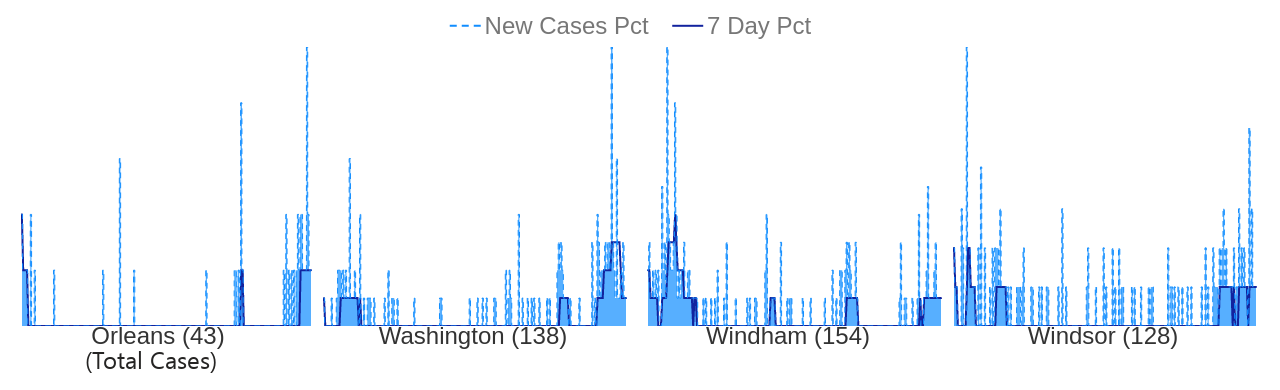 New Cases Pct 7 Day Pct
Orleans (43) Washington (138) Windham (154) Windsor (128)
(Total Cases)